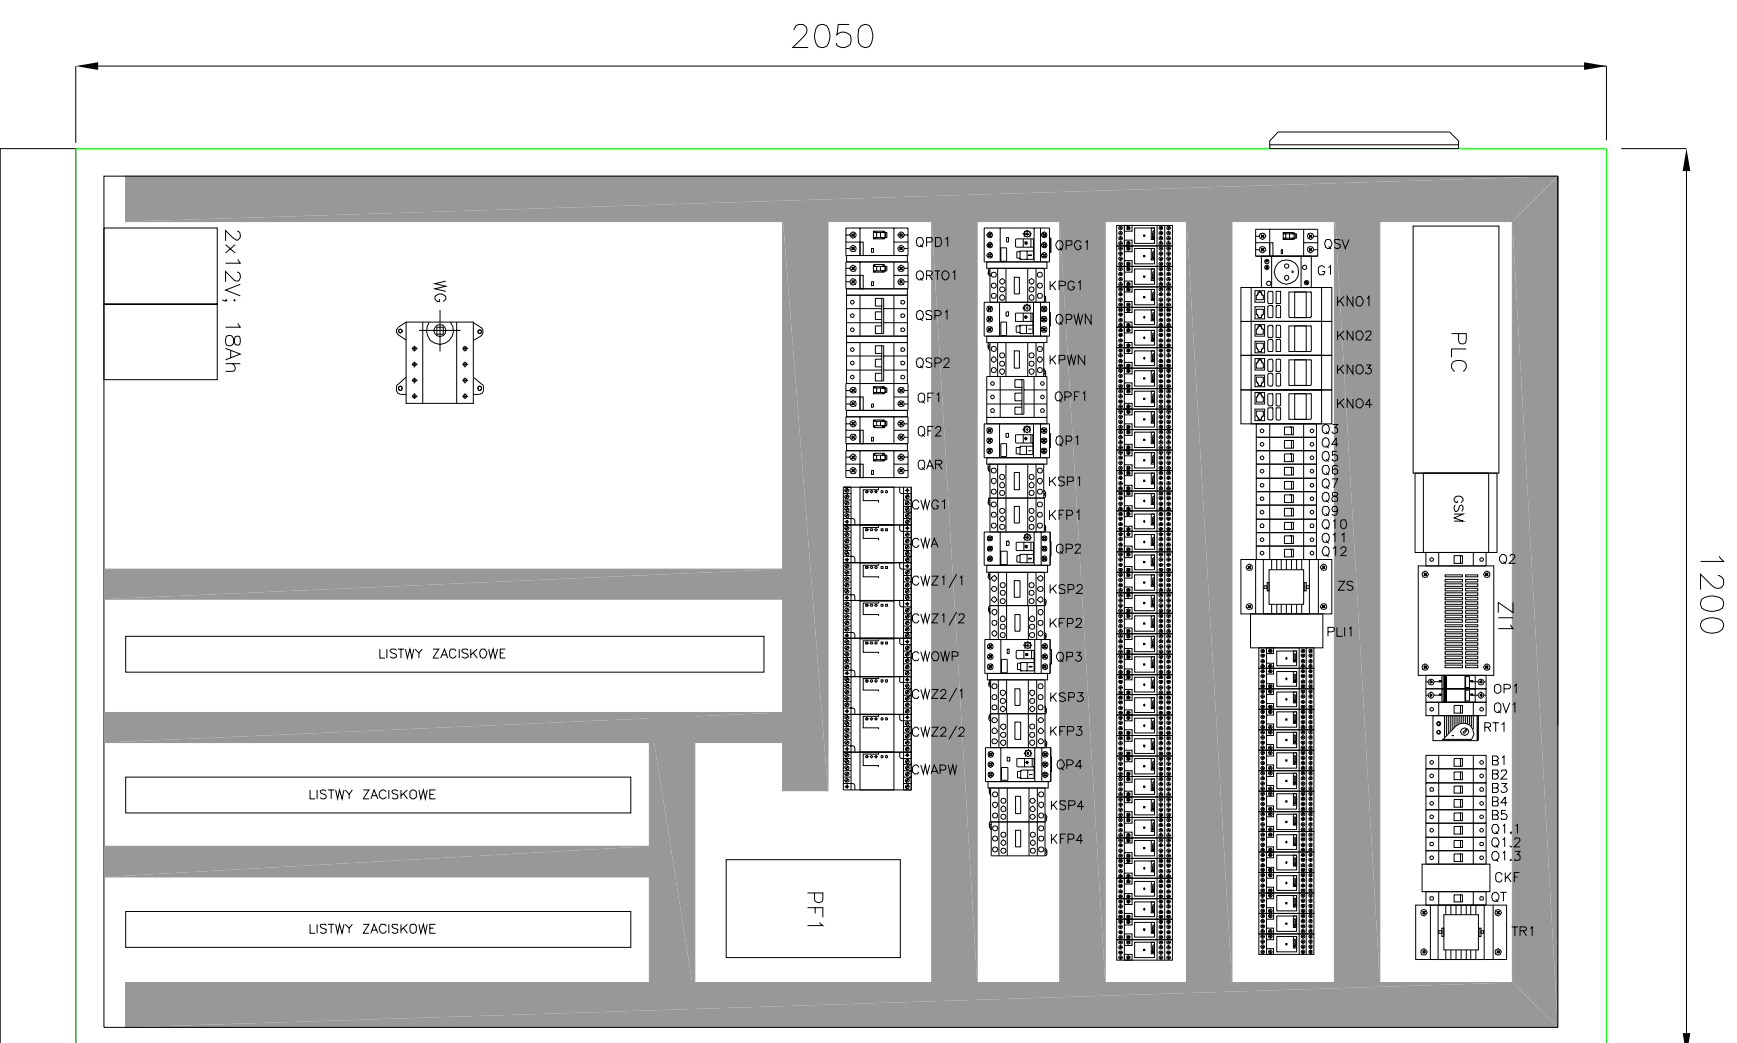 2050
1200
2x12V; 18Ah
WG
LISTWY ZACISKOWE
LISTWY ZACISKOWE
LISTWY ZACISKOWE
PF1
QPD1
QRTO1
QSP1
QSP2
QF1
QF2
QAR
CWG1
CWA
CWZ1/1
CWZ1/2
CWOWP
CWZ2/1
CWZ2/2
CWAPW
QPG1
KPG1
QPWN
KPWN
QPF1
QP1
KSP1
KFP1
QP2
KSP2
KFP2
QP3
KSP3
KFP3
QP4
KSP4
KFP4
QSV
G1
KNO1
KNO2
KNO3
KNO4
Q3
Q4
Q5
Q6
Q7
Q8
Q9
Q10
Q11
Q12
ZS
PLI1
PLC
GSM
Q2
ZI1
OP1
QV1
RT1
B1
B2
B3
B4
B5
Q1.1
Q1.2
Q1.3
CKF
QT
TR1